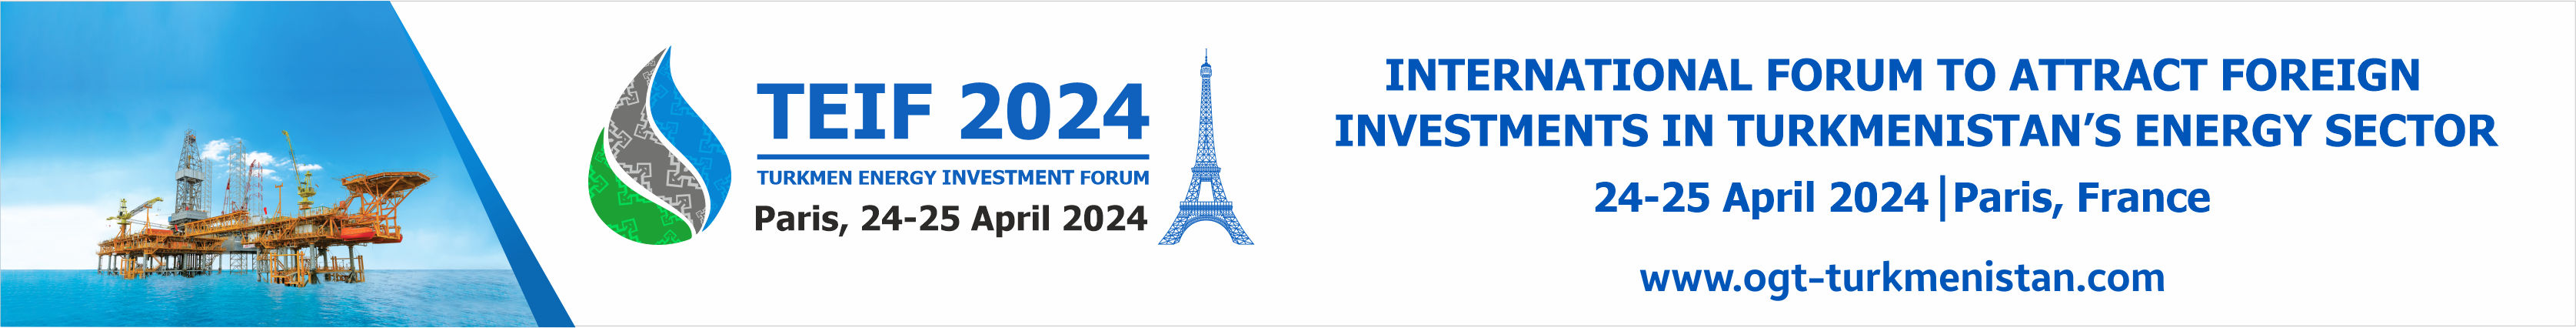 TEIF 2024
TURKMEN ENERGY INVESTMENT FORUM
Paris, 24-25 April 2024
INTERNATIONAL FORUM TO ATTRACT FOREIGN
INVESTMENTS IN TURKMENISTAN'S ENERGY SECTOR
24-25 April 2024|Paris, France
www.ogt-turkmenistan.com